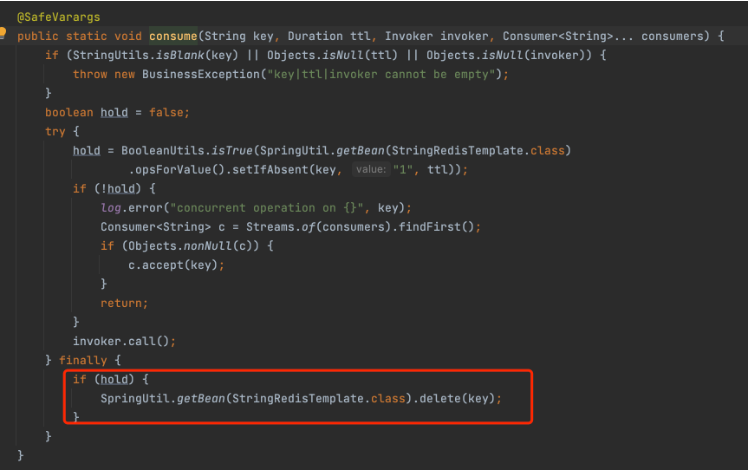 @SafeVarargs
public static void consume(String key, Duration ttl, Invoker invoker, Consumer<String>... consumers) {
    if (StringUtils.isBlank(key) || Objects.isNull(ttl) || Objects.isNull(invoker)) {
        throw new BusinessException("key|ttl|invoker cannot be empty");
    }
    boolean hold = false;
    try {
        hold = BooleanUtils.isTrue(SpringUtil.getBean(StringRedisTemplate.class)
                .opsForValue().setIfAbsent(key, value: "1", ttl));
        if (!hold) {
            log.error("concurrent operation on {}", key);
            Consumer<String> c = Streams.of(consumers).findFirst();
            if (Objects.nonNull(c)) {
                c.accept(key);
            }
            return;
        }
        invoker.call();
    } finally {
        if (hold) {
            SpringUtil.getBean(StringRedisTemplate.class).delete(key);
        }
    }
}